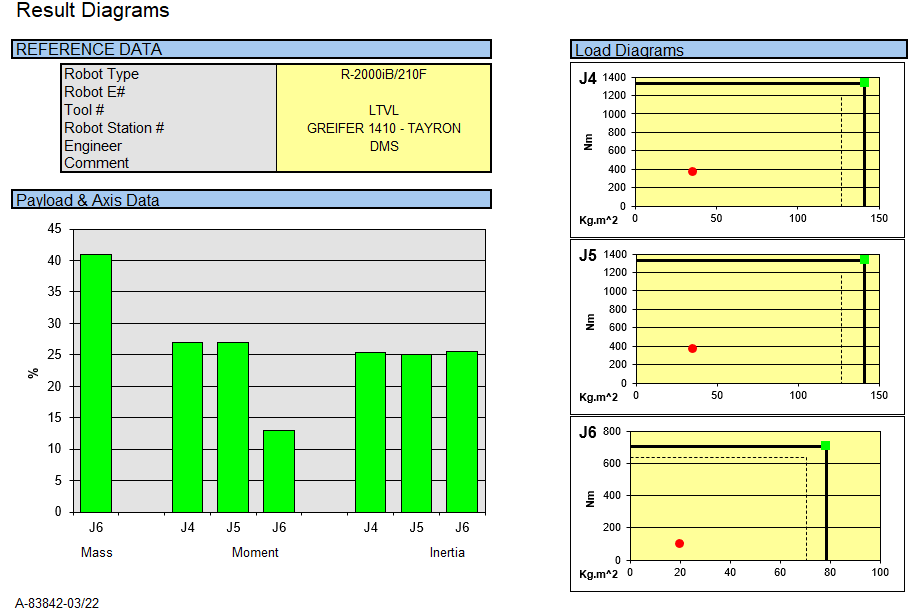 Result Diagrams
REFERENCE DATA
Robot Type R-2000iB/210F
Robot E#
Tool # LTVL
Robot Station # GREIFER 1410 - TAYRON
Engineer DMS
Comment
Payload & Axis Data
45
40
35
30
25
20
15
10
5
0
%
J6 J4 J5 J6 J4 J5 J6
Mass Moment Inertia
Load Diagrams
J4
1400
1200
1000
800
600
400
200
0
Nm
Kg.m^2 0 50 100 150
J5
1400
1200
1000
800
600
400
200
0
Nm
Kg.m^2 0 50 100 150
J6
800
600
400
200
0
Nm
Kg.m^2 0 20 40 60 80 100
A-83842-03/22